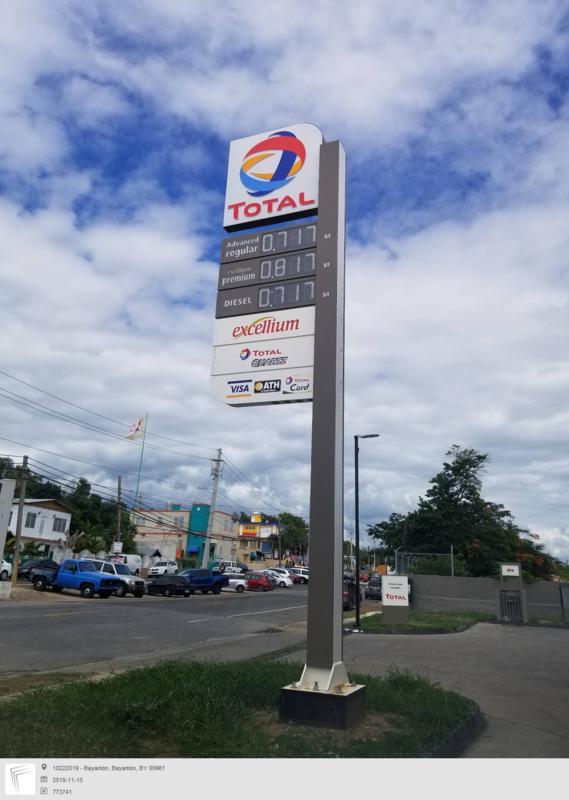 TOTAL
Advanced regular 0.717 $/l
excellium premium 0.817 $/l
DIESEL 0.717 $/l
excellium
TOTAL
QUARTZ
VISA ATH TOTAL Card
TOTAL
10222019 - Bayamón, Bayamón, BY 00961
2019-11-15
773741